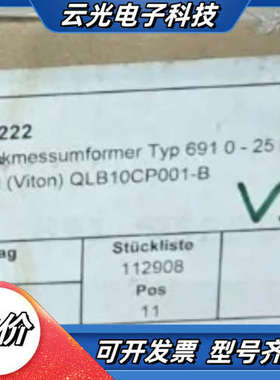 云光电子科技
222
kmessumformer Typ 691 0 - 25
(Viton) QLB10CP001-B
V
ag
Stückliste
112908
Pos
11
价
可开发票 型号齐